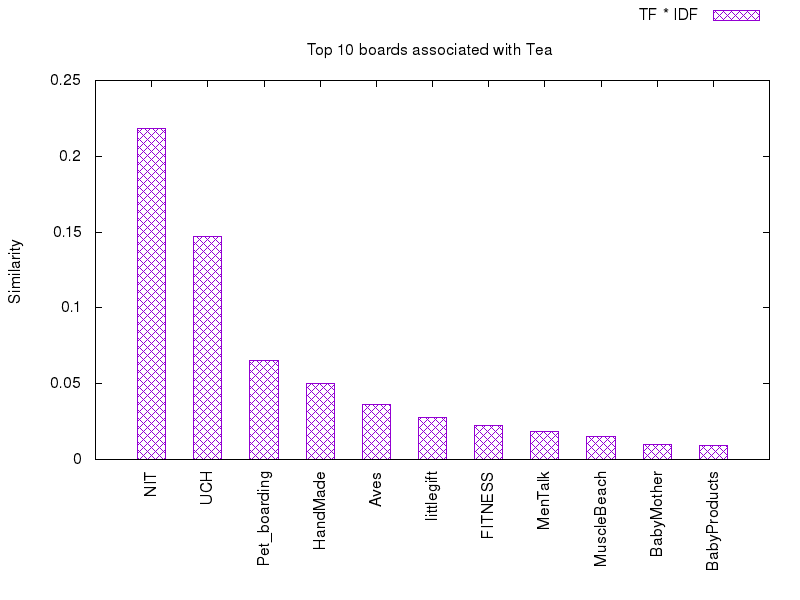 TF * IDF
Top 10 boards associated with Tea
0.25
0.2
0.15
0.1
0.05
0
Similarity
NIT
UCH
Pet_boarding
HandMade
Aves
littlegift
FITNESS
MenTalk
MuscleBeach
BabyMother
BabyProducts